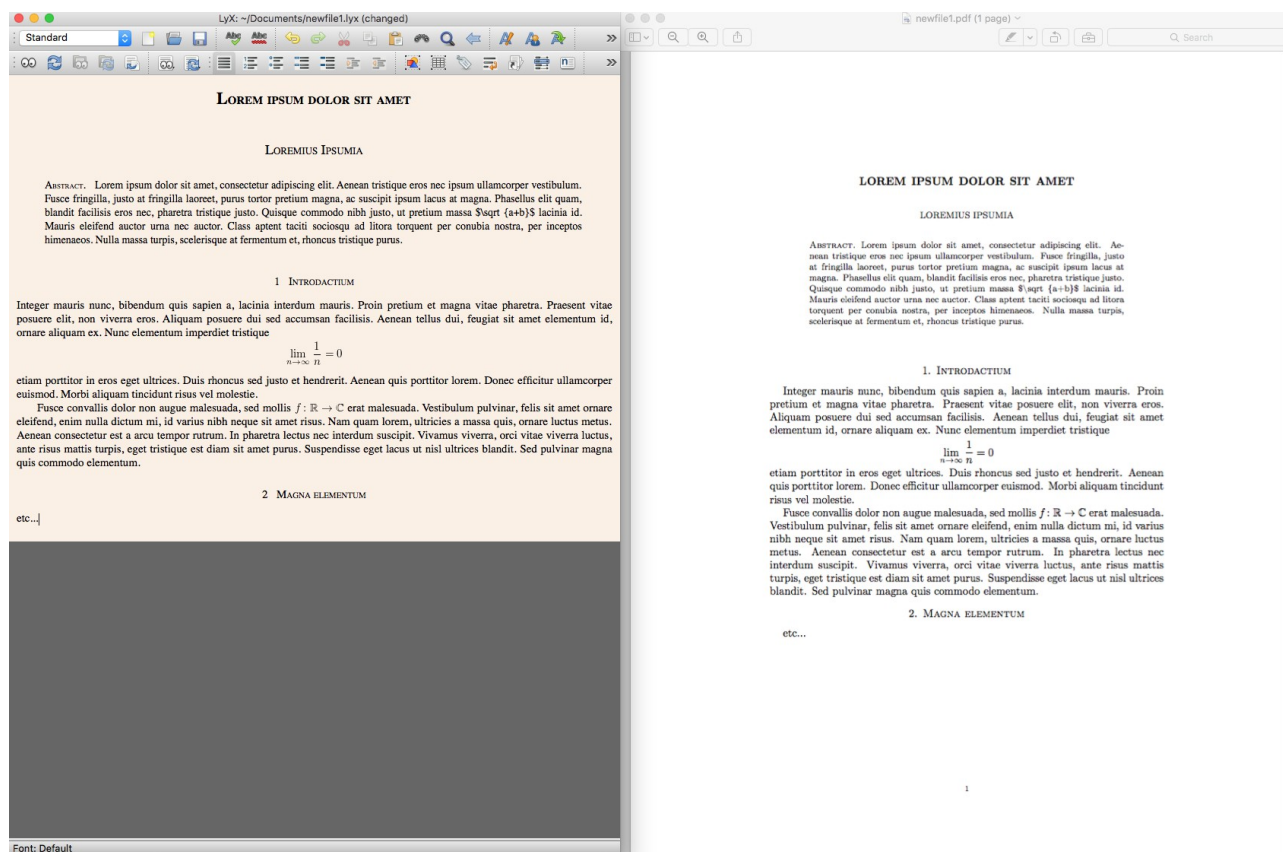 LyX: ~/Documents/newfile1.lyx (changed)
Standard
Abc
Abc
Lorem ipsum dolor sit amet
Loremius Ipsumia
Abstract. Lorem ipsum dolor sit amet, consectetur adipiscing elit. Aenean tristique eros nec ipsum ullamcorper vestibulum.
Fusce fringilla, justo at fringilla laoreet, purus tortor pretium magna, ac suscipit ipsum lacus at magna. Phasellus elit quam,
blandit facilisis eros nec, pharetra tristique justo. Quisque commodo nibh justo, ut pretium massa $\sqrt {a+b}$ lacinia id.
Mauris eleifend auctor urna nec auctor. Class aptent taciti sociosqu ad litora torquent per conubia nostra, per inceptos
himenaeos. Nulla massa turpis, scelerisque at fermentum et, rhoncus tristique purus.
1 Introdactium
Integer mauris nunc, bibendum quis sapien a, lacinia interdum mauris. Proin pretium et magna vitae pharetra. Praesent vitae
posuere elit, non viverra eros. Aliquam posuere dui sed accumsan facilisis. Aenean tellus dui, feugiat sit amet elementum id,
ornare aliquam ex. Nunc elementum imperdiet tristique
lim n→∞ 1/n = 0
etiam porttitor in eros eget ultrices. Duis rhoncus sed justo et hendrerit. Aenean quis porttitor lorem. Donec efficitur ullamcorper
euismod. Morbi aliquam tincidunt risus vel molestie.
Fusce convallis dolor non augue malesuada, sed mollis f: ℝ → ℂ erat malesuada. Vestibulum pulvinar, felis sit amet ornare
eleifend, enim nulla dictum mi, id varius nibh neque sit amet risus. Nam quam lorem, ultricies a massa quis, ornare luctus metus.
Aenean consectetur est a arcu tempor rutrum. In pharetra lectus nec interdum suscipit. Vivamus viverra, orci vitae viverra luctus,
ante risus mattis turpis, eget tristique est diam sit amet purus. Suspendisse eget lacus ut nisl ultrices blandit. Sed pulvinar magna
quis commodo elementum.
2 Magna elementum
etc...
Font: Default
newfile1.pdf (1 page)
Search
LOREM IPSUM DOLOR SIT AMET
LOREMIUS IPSUMIA
Abstract. Lorem ipsum dolor sit amet, consectetur adipiscing elit. Ae-
nean tristique eros nec ipsum ullamcorper vestibulum. Fusce fringilla, justo
at fringilla laoreet, purus tortor pretium magna, ac suscipit ipsum lacus at
magna. Phasellus elit quam, blandit facilisis eros nec, pharetra tristique justo.
Quisque commodo nibh justo, ut pretium massa $\sqrt {a+b}$ lacinia id.
Mauris eleifend auctor urna nec auctor. Class aptent taciti sociosqu ad litora
torquent per conubia nostra, per inceptos himenaeos. Nulla massa turpis,
scelerisque at fermentum et, rhoncus tristique purus.
1. Introdactium
Integer mauris nunc, bibendum quis sapien a, lacinia interdum mauris. Proin
pretium et magna vitae pharetra. Praesent vitae posuere elit, non viverra eros.
Aliquam posuere dui sed accumsan facilisis. Aenean tellus dui, feugiat sit amet
elementum id, ornare aliquam ex. Nunc elementum imperdiet tristique
lim n→∞ 1/n = 0
etiam porttitor in eros eget ultrices. Duis rhoncus sed justo et hendrerit. Aenean
quis porttitor lorem. Donec efficitur ullamcorper euismod. Morbi aliquam tincidunt
risus vel molestie.
Fusce convallis dolor non augue malesuada, sed mollis f: ℝ → ℂ erat malesuada.
Vestibulum pulvinar, felis sit amet ornare eleifend, enim nulla dictum mi, id varius
nibh neque sit amet risus. Nam quam lorem, ultricies a massa quis, ornare luctus
metus. Aenean consectetur est a arcu tempor rutrum. In pharetra lectus nec
interdum suscipit. Vivamus viverra, orci vitae viverra luctus, ante risus mattis
turpis, eget tristique est diam sit amet purus. Suspendisse eget lacus ut nisl ultrices
blandit. Sed pulvinar magna quis commodo elementum.
2. Magna elementum
etc...
1